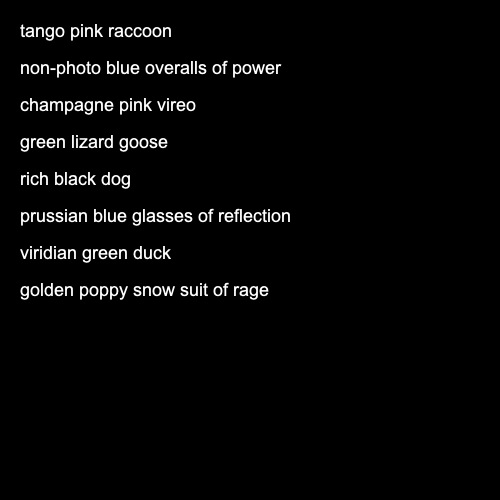 tango pink raccoon
non-photo blue overalls of power
champagne pink vireo
green lizard goose
rich black dog
prussian blue glasses of reflection
viridian green duck
golden poppy snow suit of rage